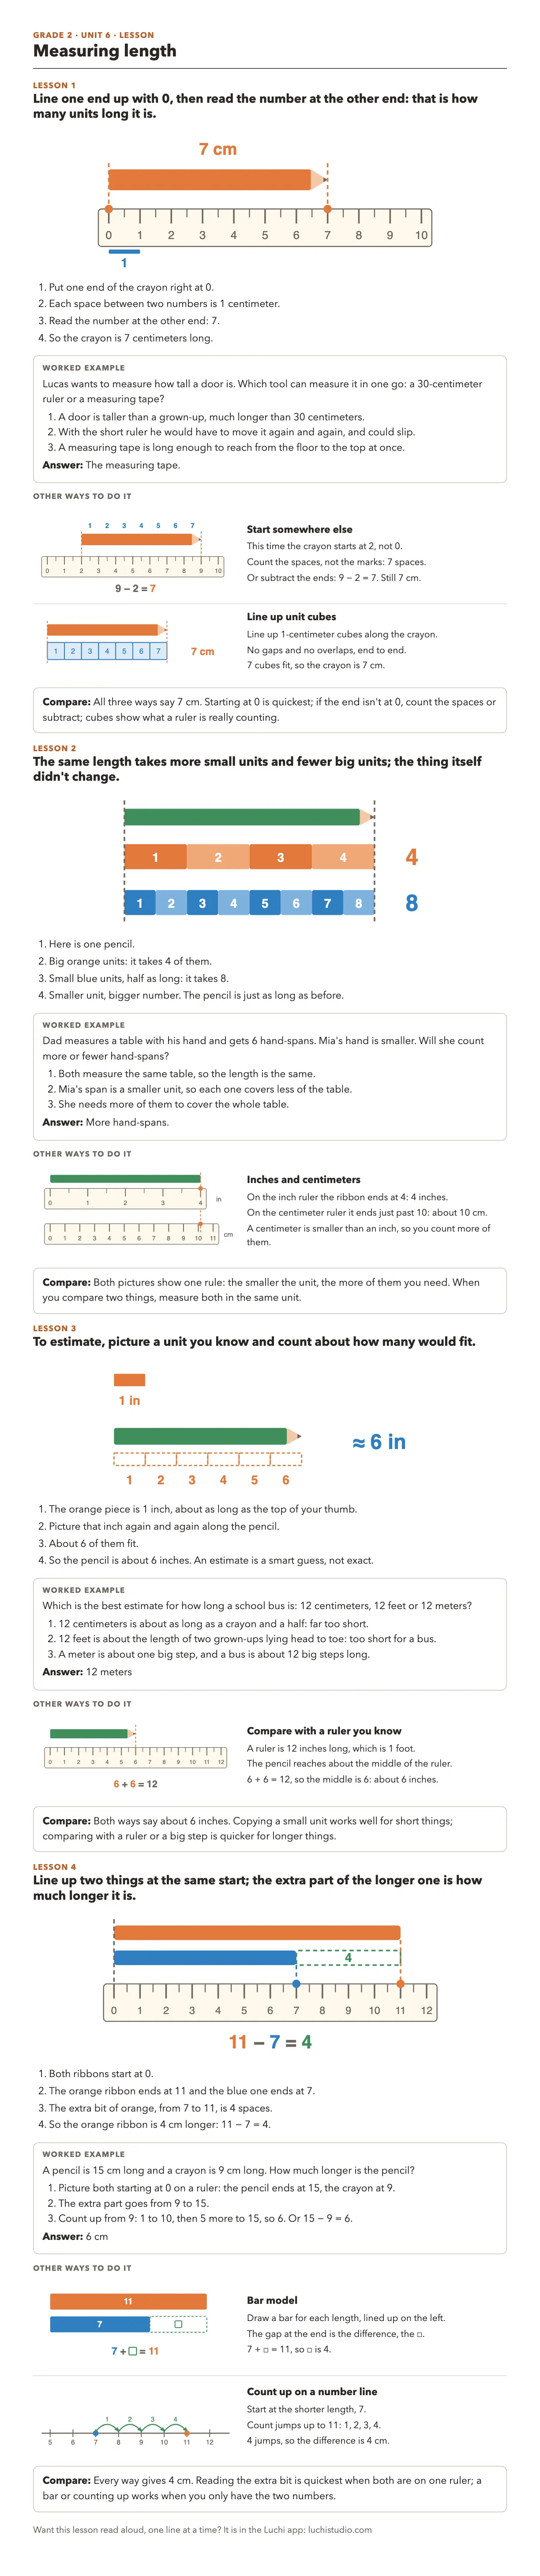 GRADE 2 · UNIT 6 · LESSON
Measuring length
LESSON 1
Line one end up with 0, then read the number at the other end: that is how
many units long it is.
7 cm
0 1 2 3 4 5 6 7 8 9 10
1
1. Put one end of the crayon right at 0.
2. Each space between two numbers is 1 centimeter.
3. Read the number at the other end: 7.
4. So the crayon is 7 centimeters long.
WORKED EXAMPLE
Lucas wants to measure how tall a door is. Which tool can measure it in one go: a 30-centimeter
ruler or a measuring tape?
1. A door is taller than a grown-up, much longer than 30 centimeters.
2. With the short ruler he would have to move it again and again, and could slip.
3. A measuring tape is long enough to reach from the floor to the top at once.
Answer: The measuring tape.
OTHER WAYS TO DO IT
1 2 3 4 5 6 7
0 1 2 3 4 5 6 7 8 9 10
9 − 2 = 7
Start somewhere else
This time the crayon starts at 2, not 0.
Count the spaces, not the marks: 7 spaces.
Or subtract the ends: 9 − 2 = 7. Still 7 cm.
1 2 3 4 5 6 7
7 cm
Line up unit cubes
Line up 1-centimeter cubes along the crayon.
No gaps and no overlaps, end to end.
7 cubes fit, so the crayon is 7 cm.
Compare: All three ways say 7 cm. Starting at 0 is quickest; if the end isn't at 0, count the spaces or
subtract; cubes show what a ruler is really counting.
LESSON 2
The same length takes more small units and fewer big units; the thing itself
didn't change.
1 2 3 4
4
1 2 3 4 5 6 7 8
8
1. Here is one pencil.
2. Big orange units: it takes 4 of them.
3. Small blue units, half as long: it takes 8.
4. Smaller unit, bigger number. The pencil is just as long as before.
WORKED EXAMPLE
Dad measures a table with his hand and gets 6 hand-spans. Mia's hand is smaller. Will she count
more or fewer hand-spans?
1. Both measure the same table, so the length is the same.
2. Mia's span is a smaller unit, so each one covers less of the table.
3. She needs more of them to cover the whole table.
Answer: More hand-spans.
OTHER WAYS TO DO IT
0 1 2 3 4
in
0 1 2 3 4 5 6 7 8 9 10 11
cm
Inches and centimeters
On the inch ruler the ribbon ends at 4: 4 inches.
On the centimeter ruler it ends just past 10: about 10 cm.
A centimeter is smaller than an inch, so you count more of
them.
Compare: Both pictures show one rule: the smaller the unit, the more of them you need. When
you compare two things, measure both in the same unit.
LESSON 3
To estimate, picture a unit you know and count about how many would fit.
1 in
≈ 6 in
1 2 3 4 5 6
1. The orange piece is 1 inch, about as long as the top of your thumb.
2. Picture that inch again and again along the pencil.
3. About 6 of them fit.
4. So the pencil is about 6 inches. An estimate is a smart guess, not exact.
WORKED EXAMPLE
Which is the best estimate for how long a school bus is: 12 centimeters, 12 feet or 12 meters?
1. 12 centimeters is about as long as a crayon and a half: far too short.
2. 12 feet is about the length of two grown-ups lying head to toe: too short for a bus.
3. A meter is about one big step, and a bus is about 12 big steps long.
Answer: 12 meters
OTHER WAYS TO DO IT
0 1 2 3 4 5 6 7 8 9 10 11 12
6 + 6 = 12
Compare with a ruler you know
A ruler is 12 inches long, which is 1 foot.
The pencil reaches about the middle of the ruler.
6 + 6 = 12, so the middle is 6: about 6 inches.
Compare: Both ways say about 6 inches. Copying a small unit works well for short things;
comparing with a ruler or a big step is quicker for longer things.
LESSON 4
Line up two things at the same start; the extra part of the longer one is how
much longer it is.
4
0 1 2 3 4 5 6 7 8 9 10 11 12
11 − 7 = 4
1. Both ribbons start at 0.
2. The orange ribbon ends at 11 and the blue one ends at 7.
3. The extra bit of orange, from 7 to 11, is 4 spaces.
4. So the orange ribbon is 4 cm longer: 11 − 7 = 4.
WORKED EXAMPLE
A pencil is 15 cm long and a crayon is 9 cm long. How much longer is the pencil?
1. Picture both starting at 0 on a ruler: the pencil ends at 15, the crayon at 9.
2. The extra part goes from 9 to 15.
3. Count up from 9: 1 to 10, then 5 more to 15, so 6. Or 15 − 9 = 6.
Answer: 6 cm
OTHER WAYS TO DO IT
11
7
7 + □ = 11
Bar model
Draw a bar for each length, lined up on the left.
The gap at the end is the difference, the □.
7 + □ = 11, so □ is 4.
1 2 3 4
5 6 7 8 9 10 11 12
Count up on a number line
Start at the shorter length, 7.
Count jumps up to 11: 1, 2, 3, 4.
4 jumps, so the difference is 4 cm.
Compare: Every way gives 4 cm. Reading the extra bit is quickest when both are on one ruler; a
bar or counting up works when you only have the two numbers.
Want this lesson read aloud, one line at a time? It is in the Luchi app: luchistudio.com